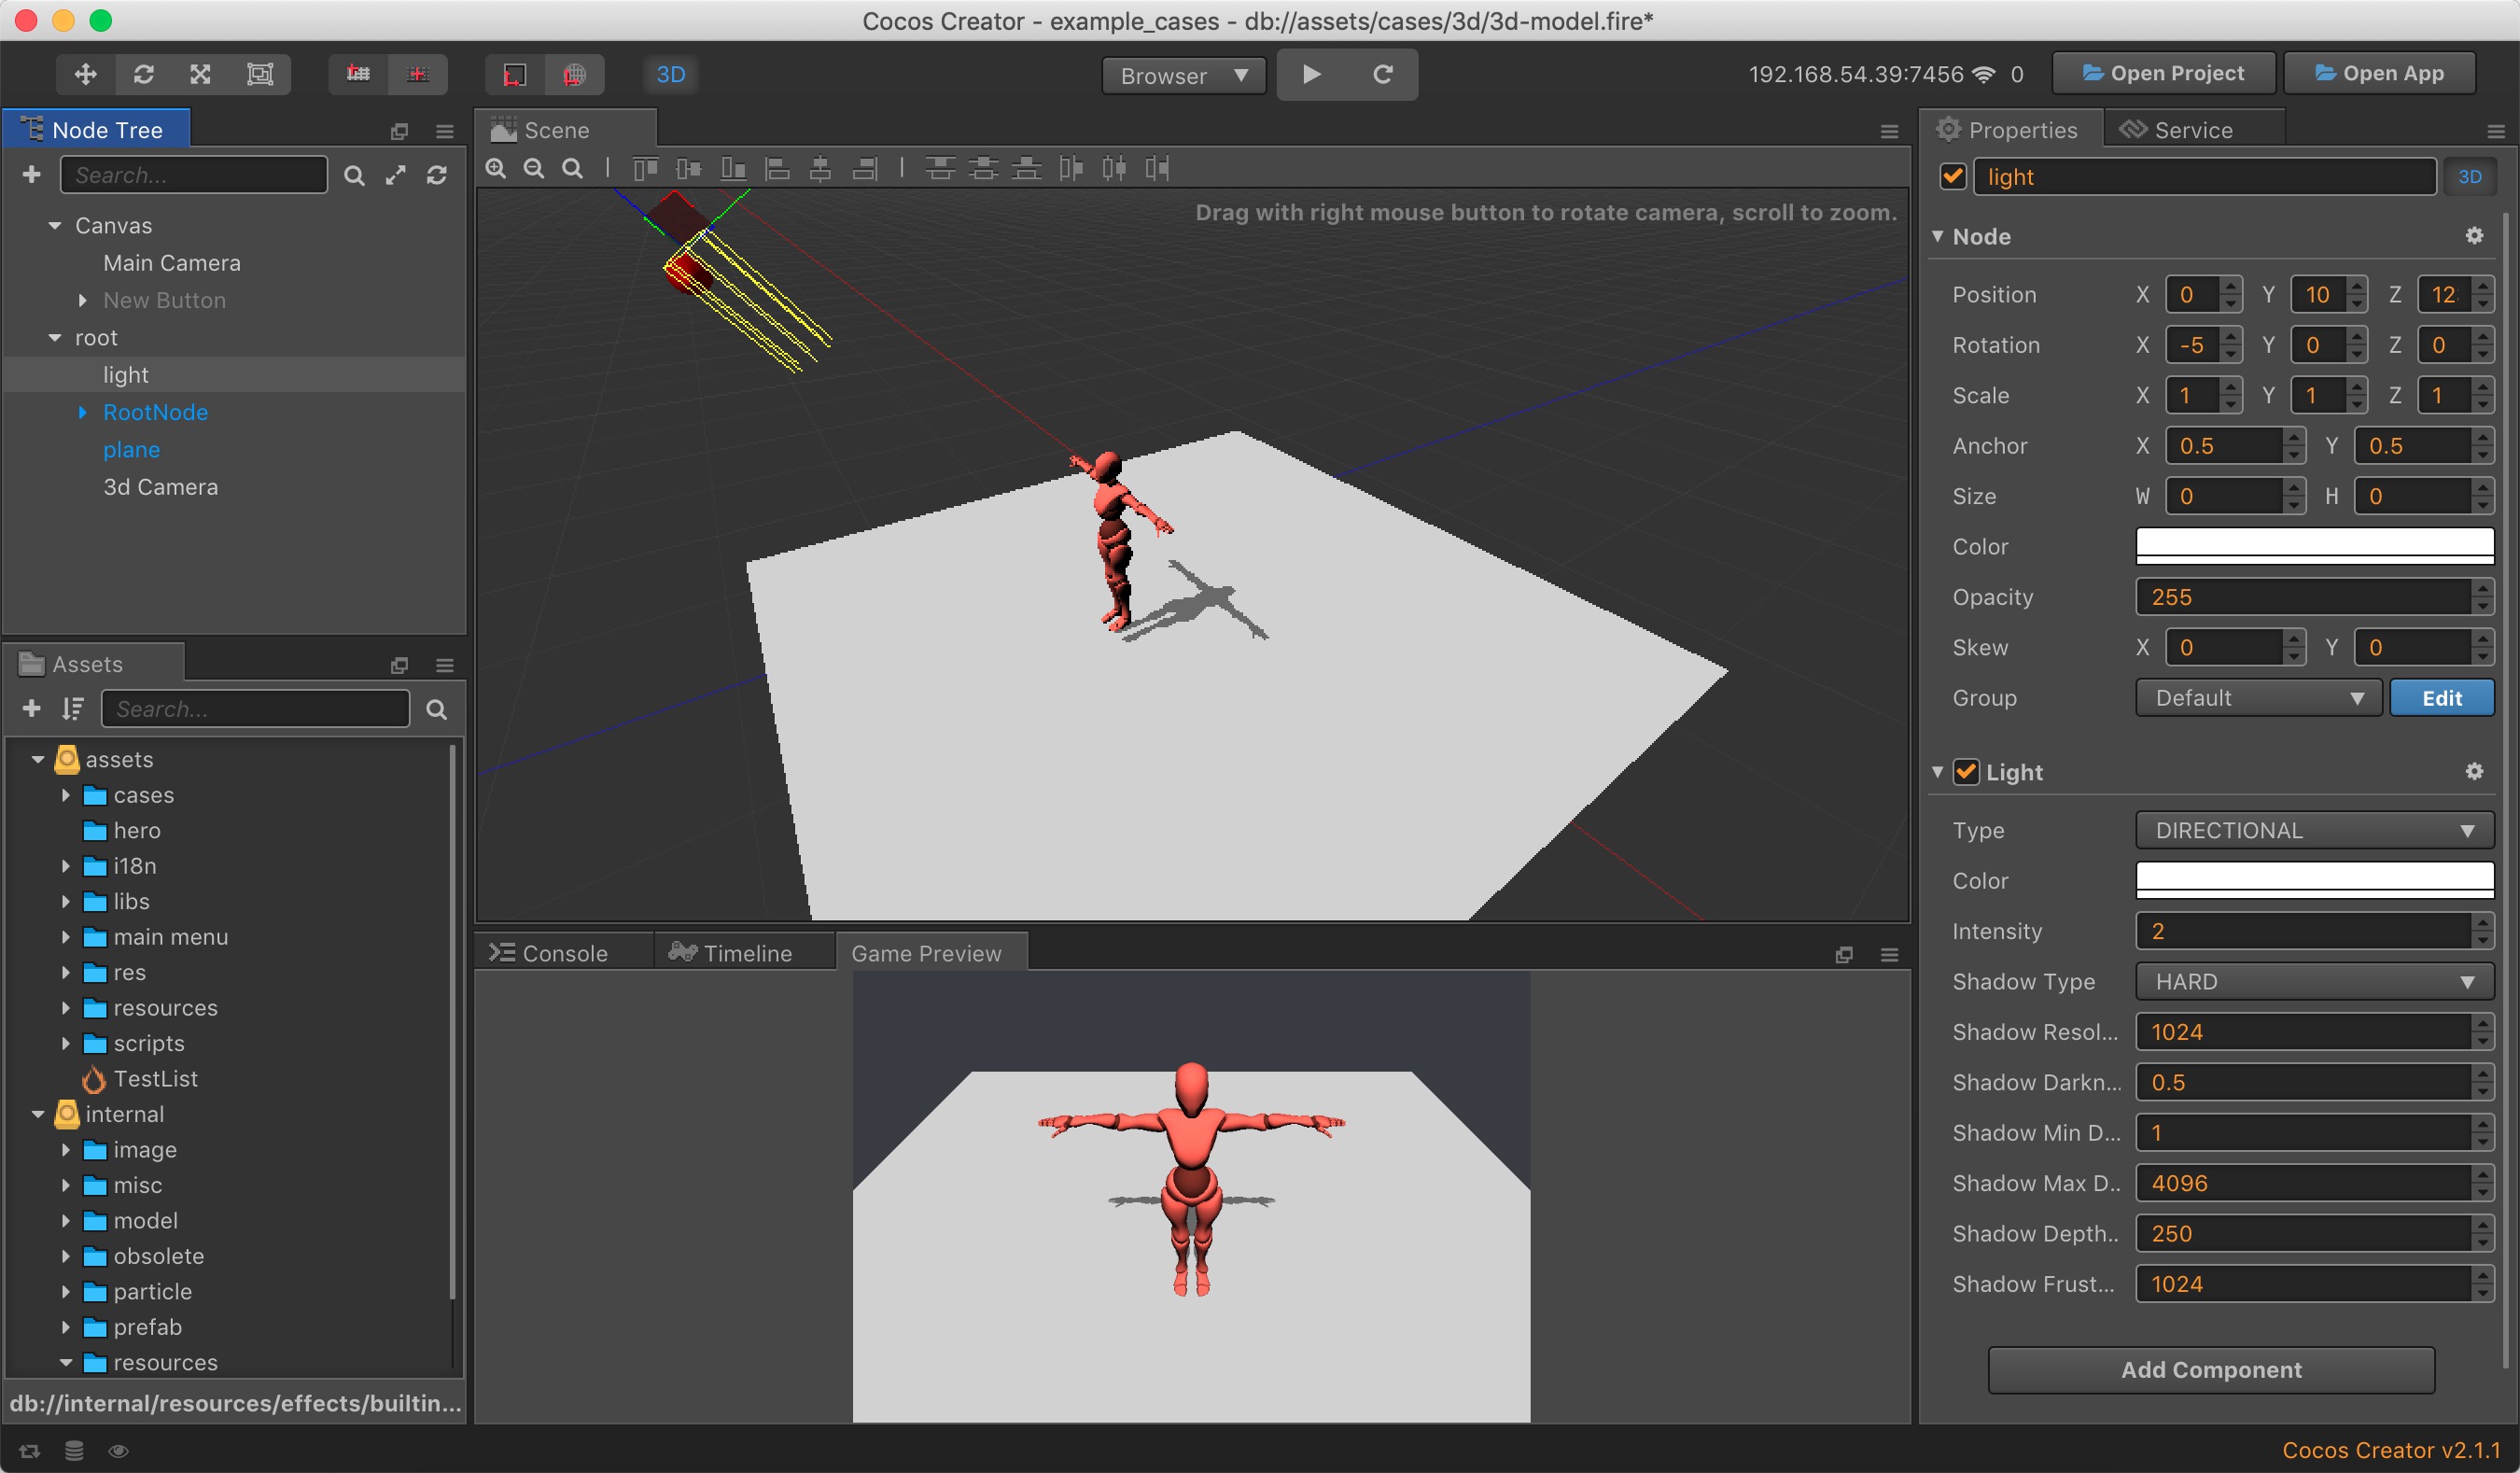 Cocos Creator - example_cases - db://assets/cases/3d/3d-model.fire*
3D
Browser
192.168.54.39:7456
0
Open Project
Open App
Node Tree
Search...
Canvas
Main Camera
New Button
root
light
RootNode
plane
3d Camera
Assets
Search...
assets
cases
hero
i18n
libs
main menu
res
resources
scripts
TestList
internal
image
misc
model
obsolete
particle
prefab
resources
db://internal/resources/effects/builtin...
Scene
Drag with right mouse button to rotate camera, scroll to zoom.
Console
Timeline
Game Preview
Properties
Service
light
3D
Node
Position X 0 Y 10 Z 12
Rotation X -5 Y 0 Z 0
Scale X 1 Y 1 Z 1
Anchor X 0.5 Y 0.5
Size W 0 H 0
Color
Opacity 255
Skew X 0 Y 0
Group Default Edit
Light
Type DIRECTIONAL
Color
Intensity 2
Shadow Type HARD
Shadow Resol... 1024
Shadow Darkn... 0.5
Shadow Min D... 1
Shadow Max D.. 4096
Shadow Depth.. 250
Shadow Frust... 1024
Add Component
Cocos Creator v2.1.1